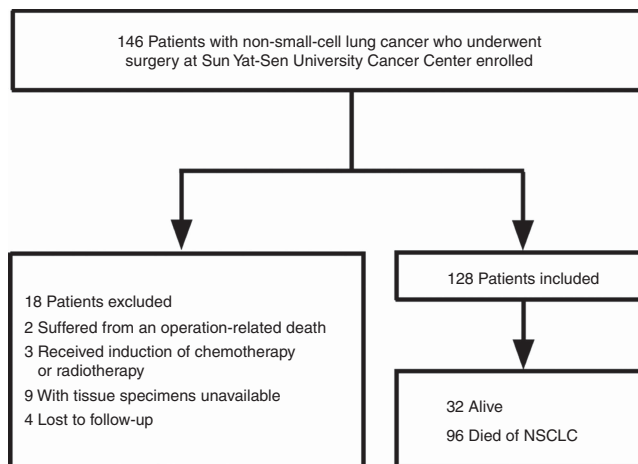 146 Patients with non-small-cell lung cancer who underwent
surgery at Sun Yat-Sen University Cancer Center enrolled
18 Patients excluded
2 Suffered from an operation-related death
3 Received induction of chemotherapy
or radiotherapy
9 With tissue specimens unavailable
4 Lost to follow-up
128 Patients included
32 Alive
96 Died of NSCLC